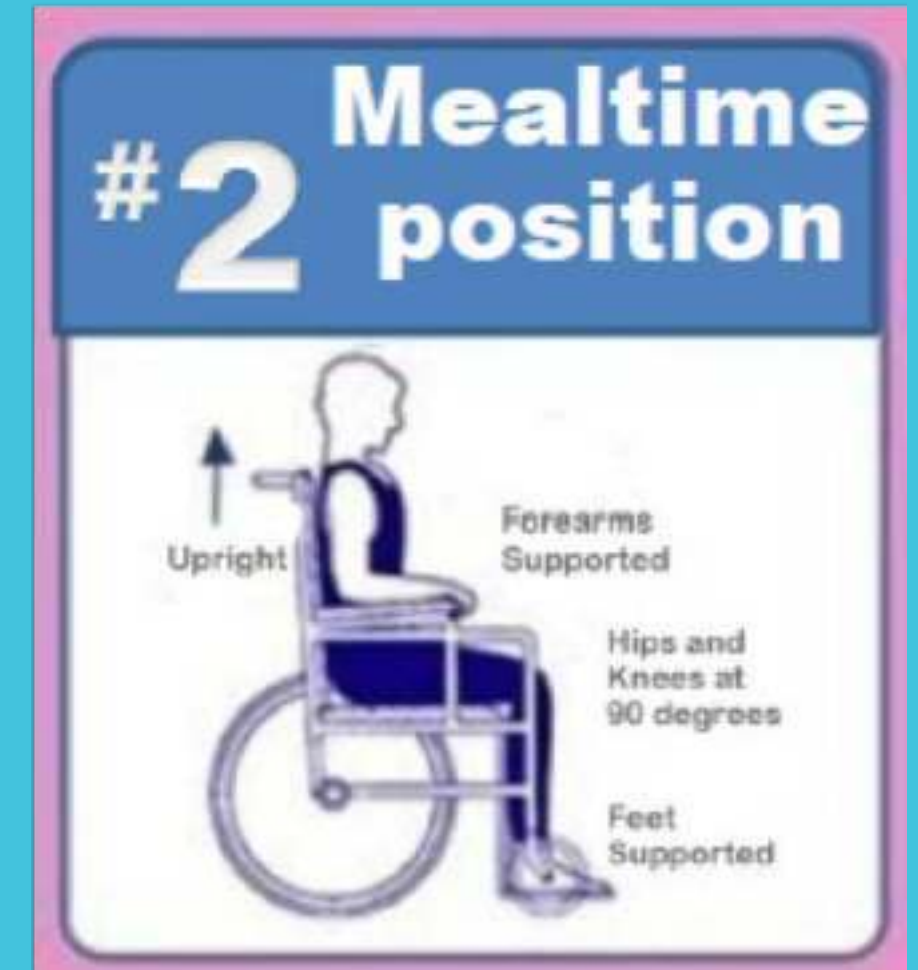 #2 Mealtime
position
Upright
Forearms
Supported
Hips and
Knees at
90 degrees
Feet
Supported